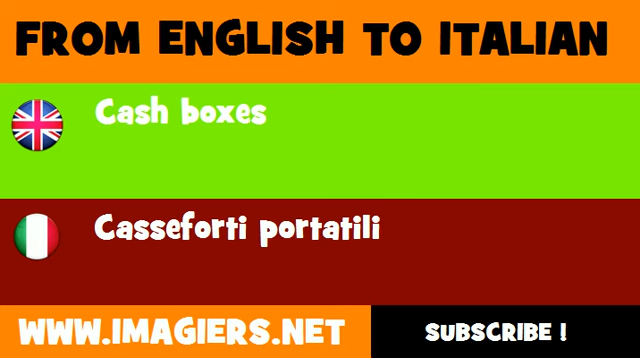 FROM ENGLISH TO ITALIAN
Cash boxes
Casseforti portatili
WWW.IMAGIERS.NET
SUBSCRIBE !